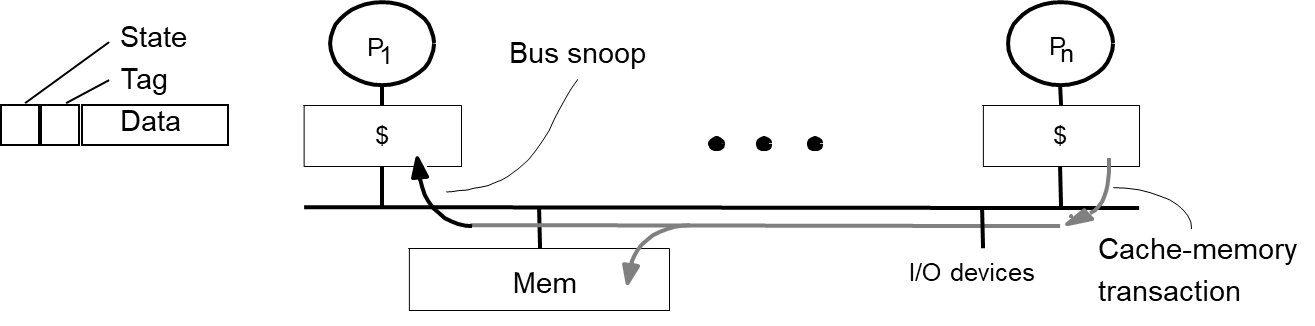 State
Tag
Data
P1
$
Bus snoop
Pn
$
Mem
I/O devices
Cache-memory
transaction